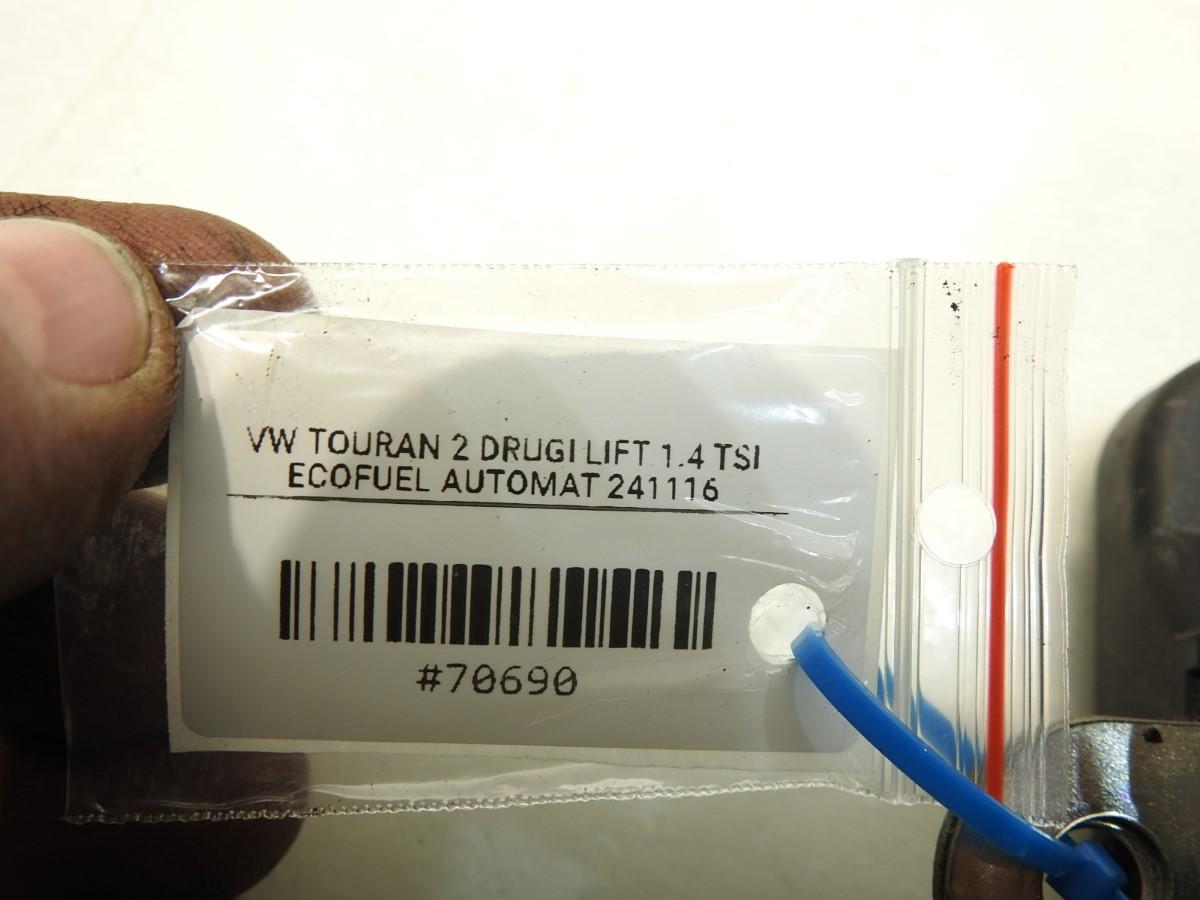 VW TOURAN 2 DRUGI LIFT 1.4 TSI
ECOFUEL AUTOMAT 241116
#70690